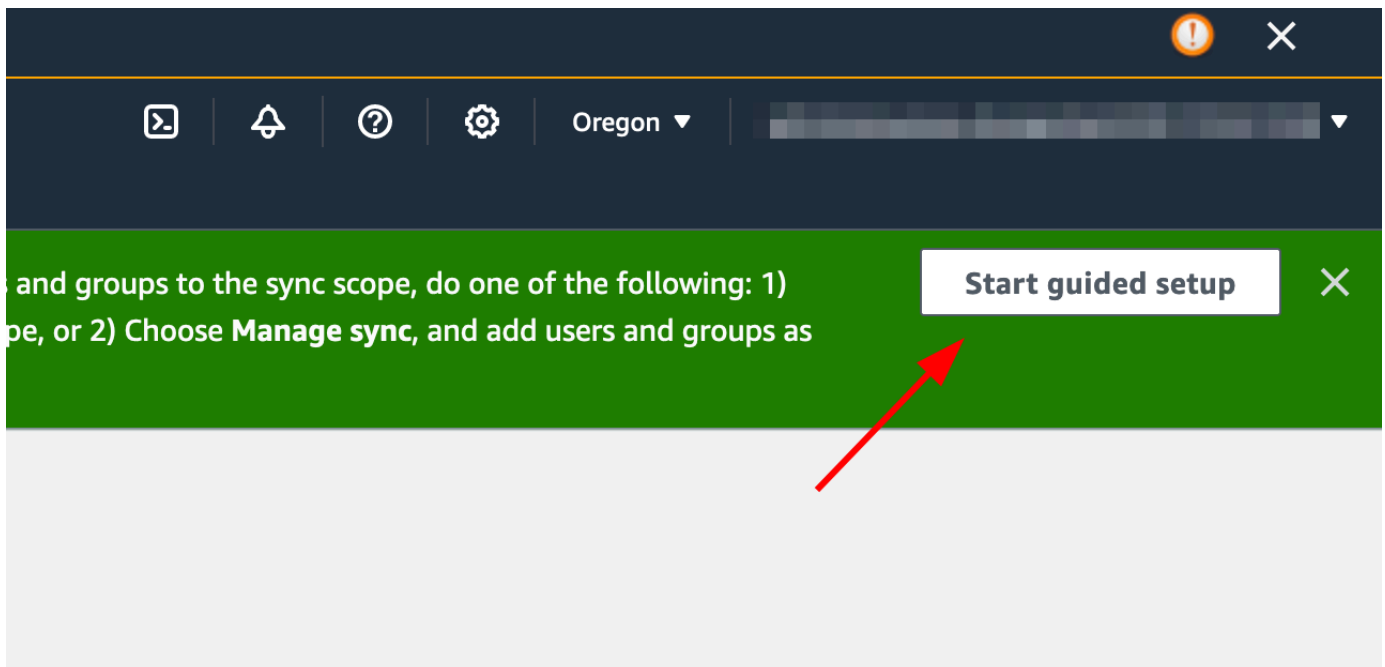 Oregon
and groups to the sync scope, do one of the following: 1)
Start guided setup
or 2) Choose Manage sync, and add users and groups as